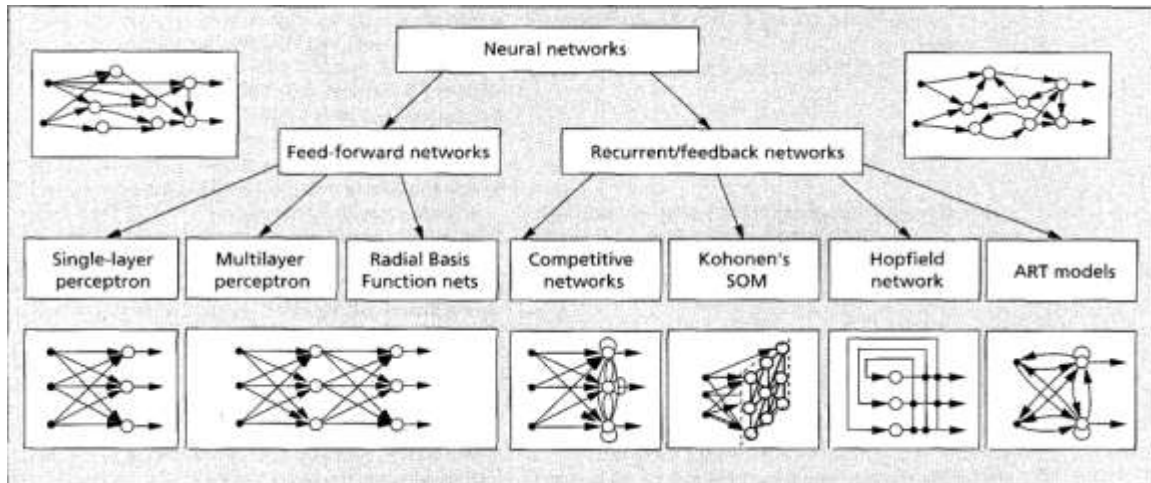 Neural networks
Feed-forward networks
Recurrent/feedback networks
Single-layer
perceptron
Multilayer
perceptron
Radial Basis
Function nets
Competitive
networks
Kohonen's
SOM
Hopfield
network
ART models